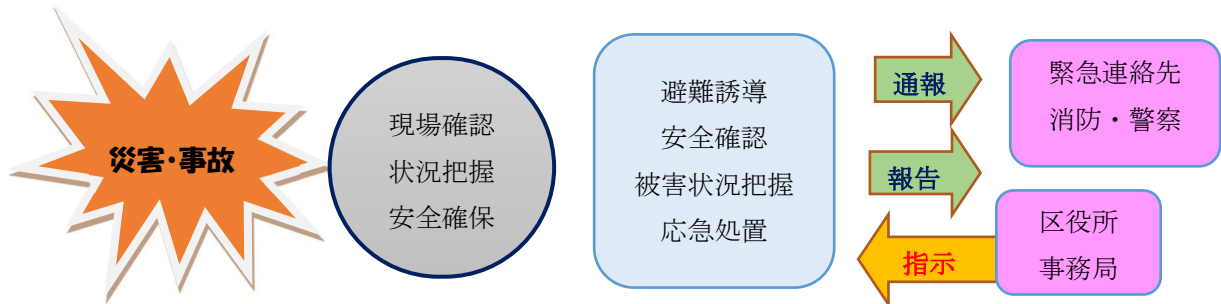 災害・事故
現場確認
状況把握
安全確保
避難誘導
安全確認
被害状況把握
応急処置
通報
報告
指示
緊急連絡先
消防・警察
区役所
事務局